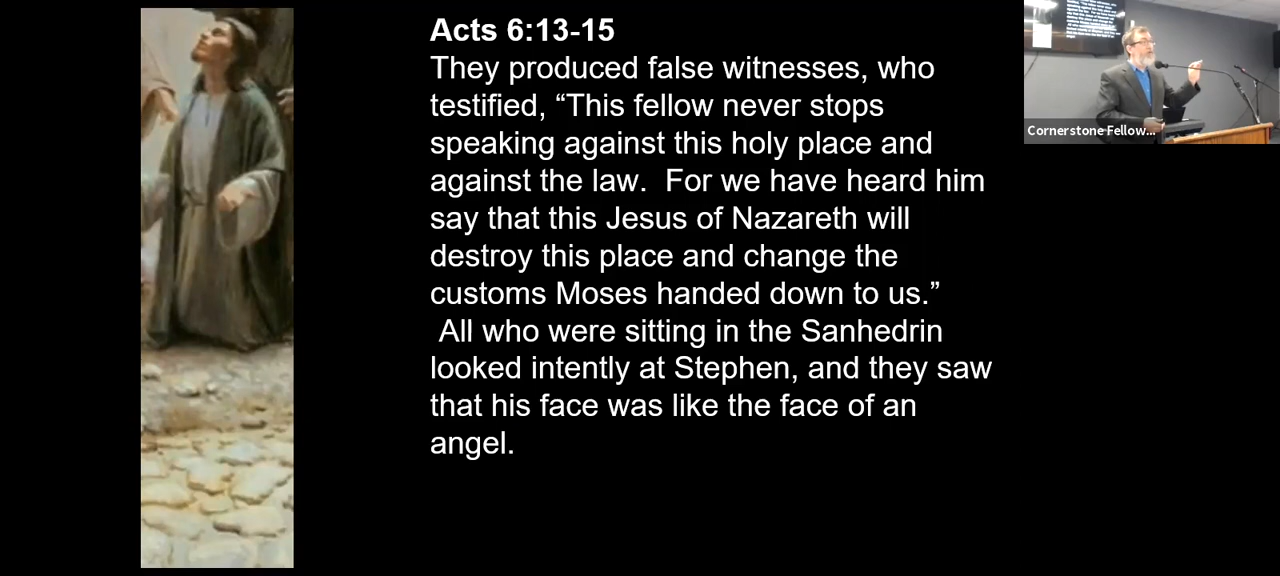 Acts 6:13-15
They produced false witnesses, who
testified, “This fellow never stops
speaking against this holy place and
against the law.  For we have heard him
say that this Jesus of Nazareth will
destroy this place and change the
customs Moses handed down to us.”
All who were sitting in the Sanhedrin
looked intently at Stephen, and they saw
that his face was like the face of an
angel.
Cornerstone Fellow...